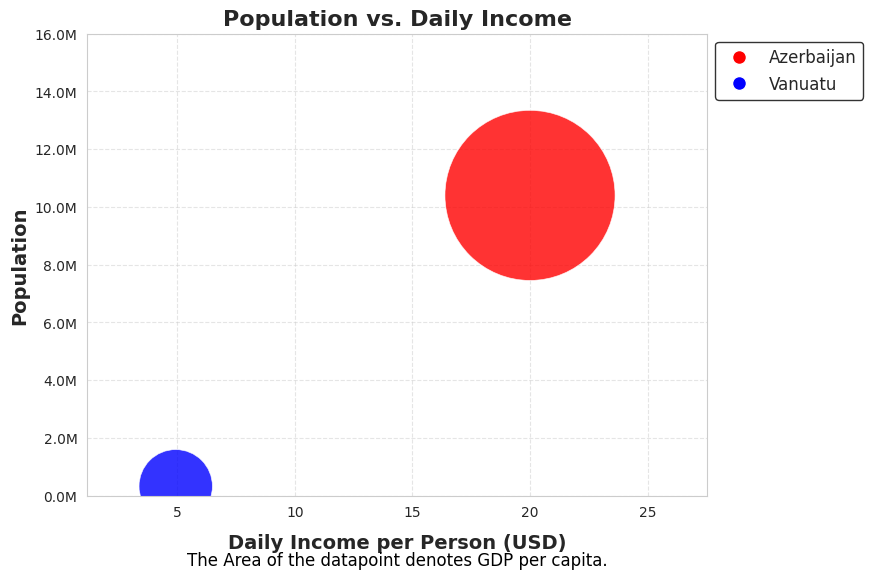 Population vs. Daily Income
16.0M
14.0M
12.0M
10.0M
8.0M
6.0M
4.0M
2.0M
0.0M
Population
5 10 15 20 25
Daily Income per Person (USD)
The Area of the datapoint denotes GDP per capita.
Azerbaijan
Vanuatu